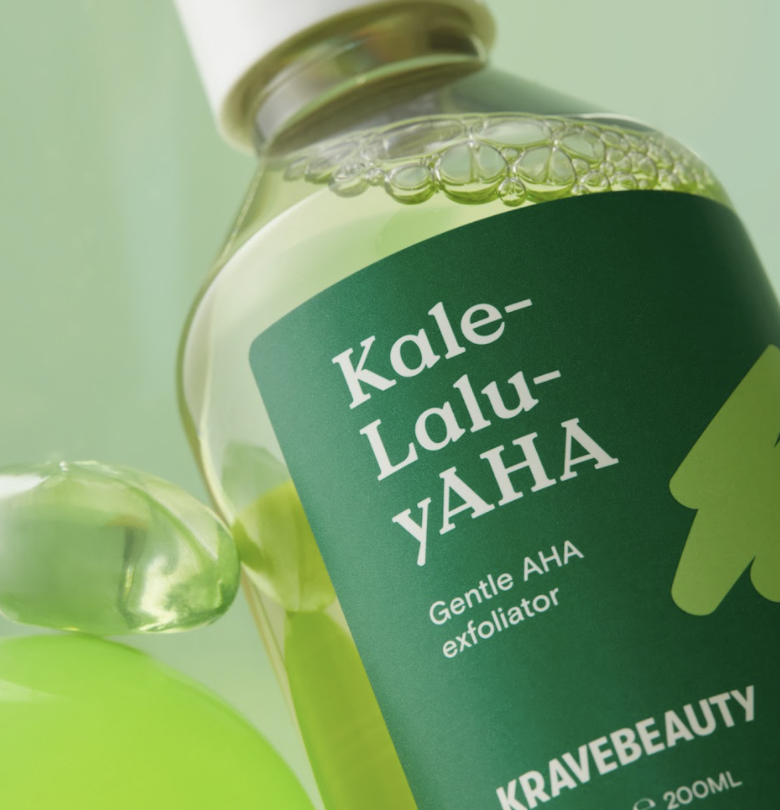 Kale-
Lalu-
yAHA
Gentle AHA
exfoliator
KRAVEBEAUTY
℮ 200ML